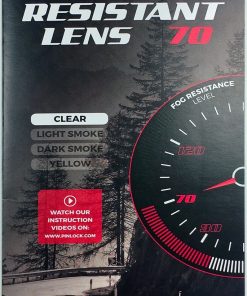 RESISTANT
LENS 70
FOG RESISTANCE
LEVEL
CLEAR
LIGHT SMOKE
DARK SMOKE
YELLOW
120
70
30
WATCH OUR
INSTRUCTION
VIDEOS ON:
WWW.PINLOCK.COM